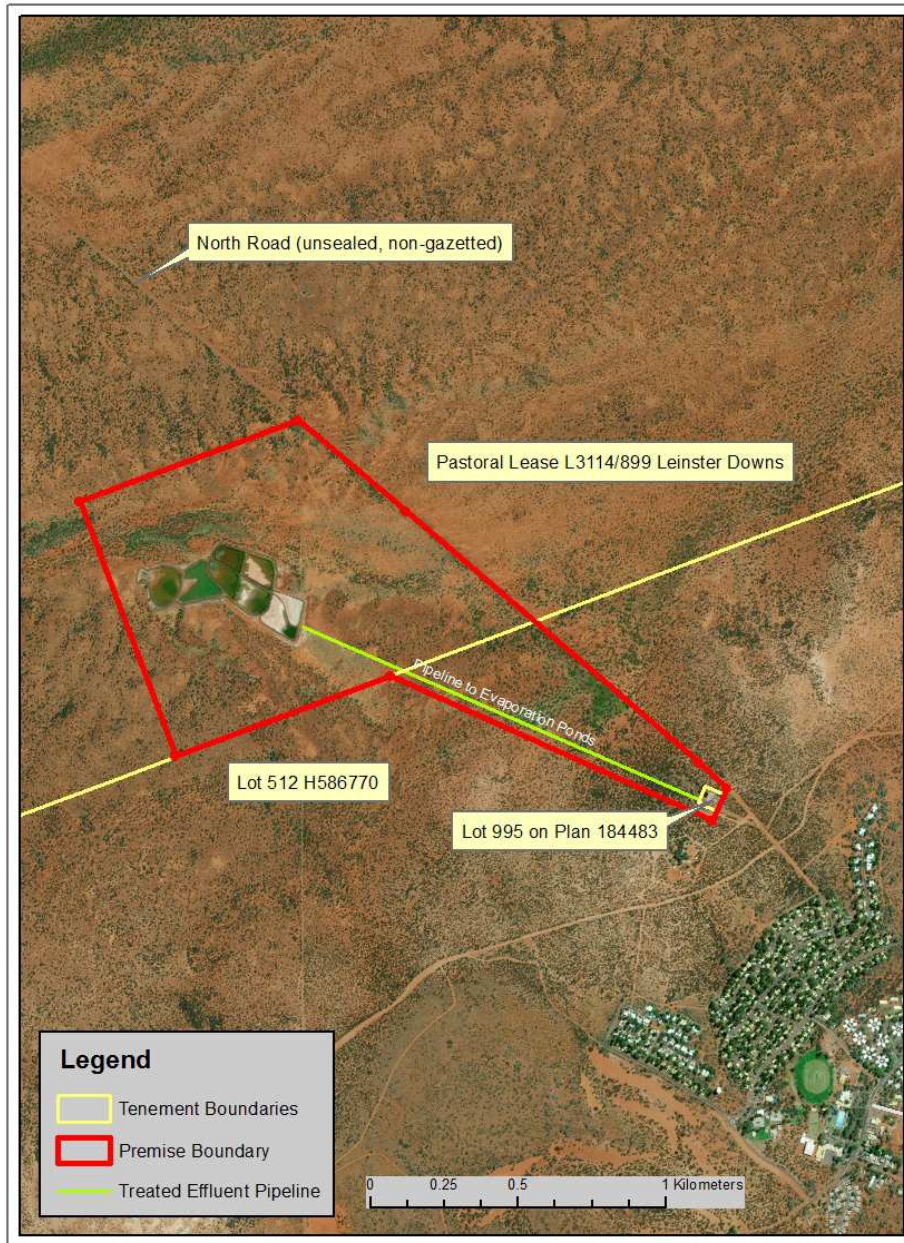 North Road (unsealed, non-gazetted)
Pastoral Lease L3114/899 Leinster Downs
Pipeline to Evaporation Ponds
Lot 512 H586770
Lot 995 on Plan 184483
Legend
Tenement Boundaries
Premise Boundary
Treated Effluent Pipeline
0 0.25 0.5 1 Kilometers